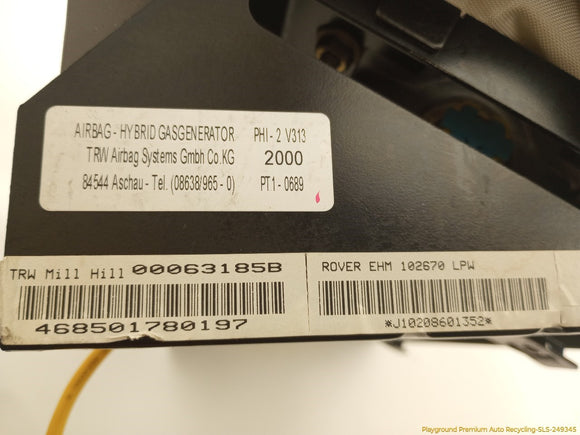 AIRBAG - HYBRID GASGENERATOR PHI - 2 V313
TRW Airbag Systems Gmbh Co.KG 2000
84544 Aschau - Tel. (08638/965 - 0) PT1 - 0689
TRW Mill Hill 00063185B
468501780197
ROVER EHM 102670 LPW
*J10208601352*
Playground Premium Auto Recycling-SLS-249345